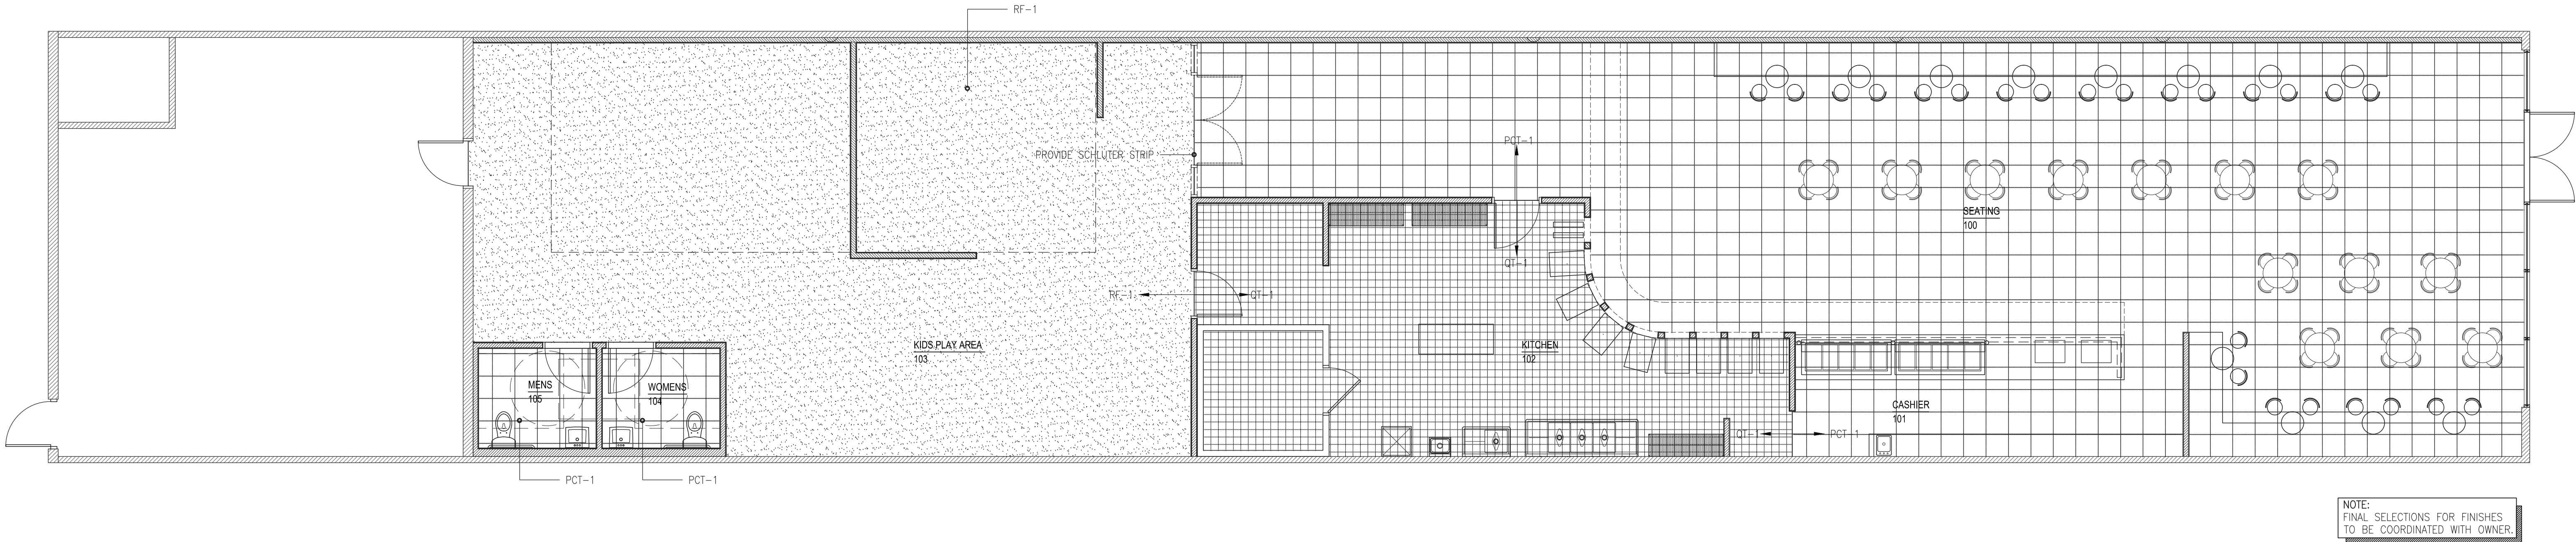 RF-1
PCT-1
PROVIDE SCHLUTER STRIP
SEATING
100
QT-1
RF-1
QT-1
KIDS PLAY AREA
103
KITCHEN
102
MENS
105
WOMENS
104
CASHIER
101
QT-1
PCT-1
PCT-1
PCT-1
NOTE:
FINAL SELECTIONS FOR FINISHES
TO BE COORDINATED WITH OWNER.